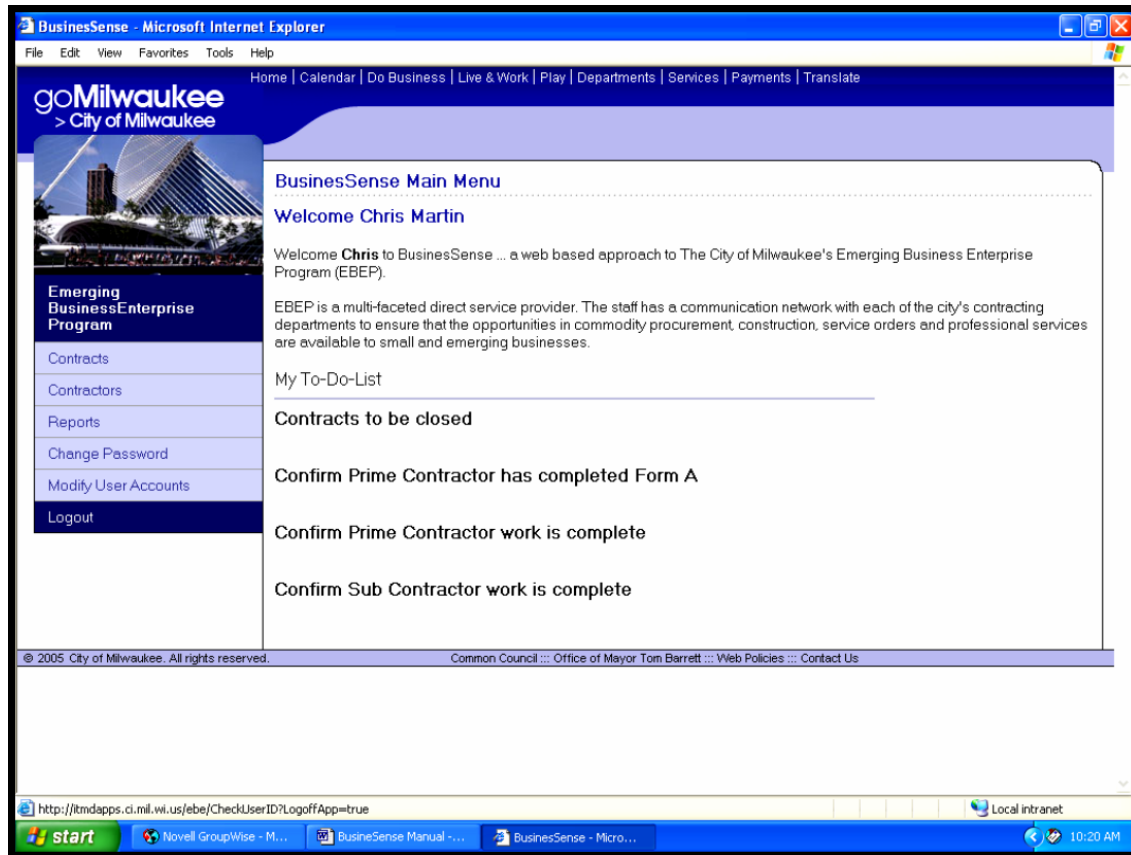 BusinesSense - Microsoft Internet Explorer
File Edit View Favorites Tools Help
Home | Calendar | Do Business | Live & Work | Play | Departments | Services | Payments | Translate
goMilwaukee
> City of Milwaukee
BusinesSense Main Menu
Welcome Chris Martin
Welcome Chris to BusinesSense ... a web based approach to The City of Milwaukee's Emerging Business Enterprise
Program (EBEP).
EBEP is a multi-faceted direct service provider. The staff has a communication network with each of the city's contracting
departments to ensure that the opportunities in commodity procurement, construction, service orders and professional services
are available to small and emerging businesses.
My To-Do-List
Contracts to be closed
Confirm Prime Contractor has completed Form A
Confirm Prime Contractor work is complete
Confirm Sub Contractor work is complete
Emerging
BusinessEnterprise
Program
Contracts
Contractors
Reports
Change Password
Modify User Accounts
Logout
© 2005 City of Milwaukee. All rights reserved.
Common Council ::: Office of Mayor Tom Barrett ::: Web Policies ::: Contact Us
http://itmdapps.ci.mil.wi.us/ebe/CheckUserID?LogoffApp=true
Local intranet
start
Novell GroupWise - M...
BusineSense Manual -...
BusinesSense - Micro...
10:20 AM